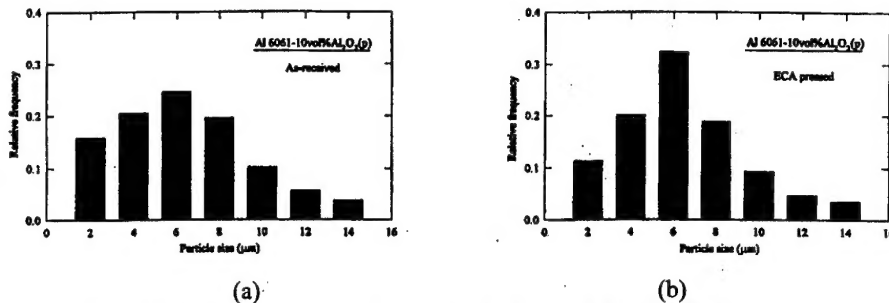 0.4
0.3
0.2
0.1
0.0
Relative frequency
Al 6061-10vol%Al₂O₃(p)
As-received
0 2 4 6 8 10 12 14 16
Particle size (μm)
(a)
0.4
0.3
0.2
0.1
0.0
Relative frequency
Al 6061-10vol%Al₂O₃(p)
ECA pressed
0 2 4 6 8 10 12 14
Particle size (μm)
(b)